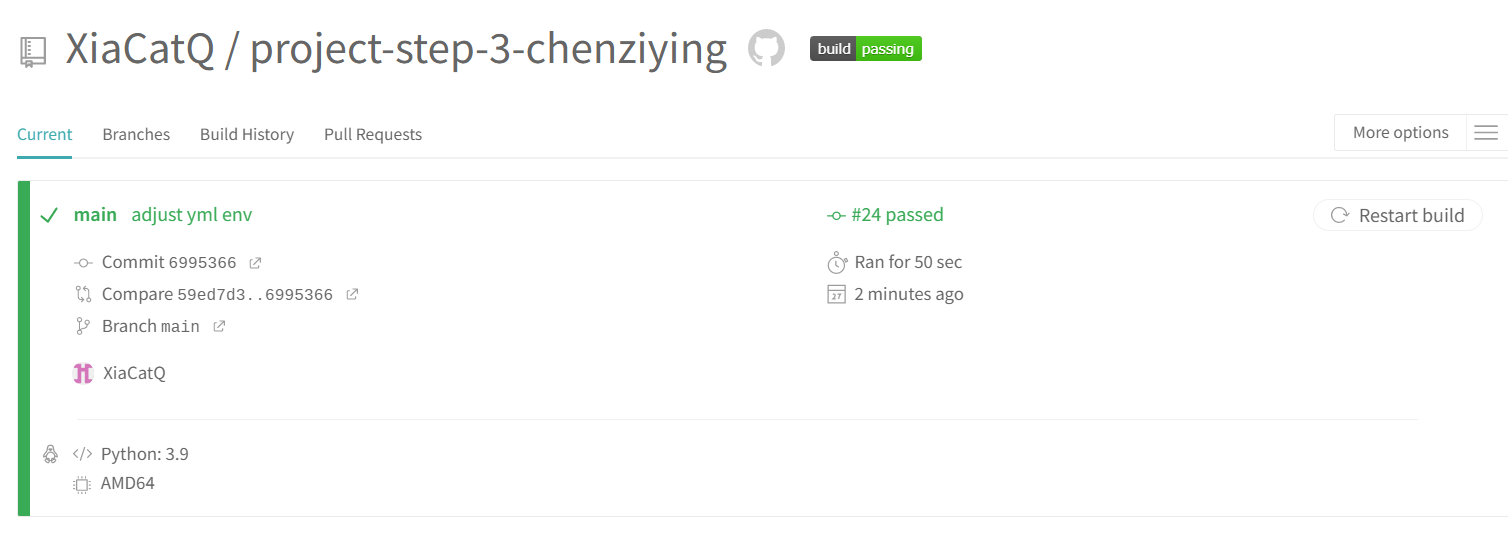 XiaCatQ / project-step-3-chenziying build passing
Current Branches Build History Pull Requests More options
main adjust yml env #24 passed Restart build
Commit 6995366 Ran for 50 sec
Compare 59ed7d3..6995366 27 2 minutes ago
Branch main
XiaCatQ
</> Python: 3.9
AMD64